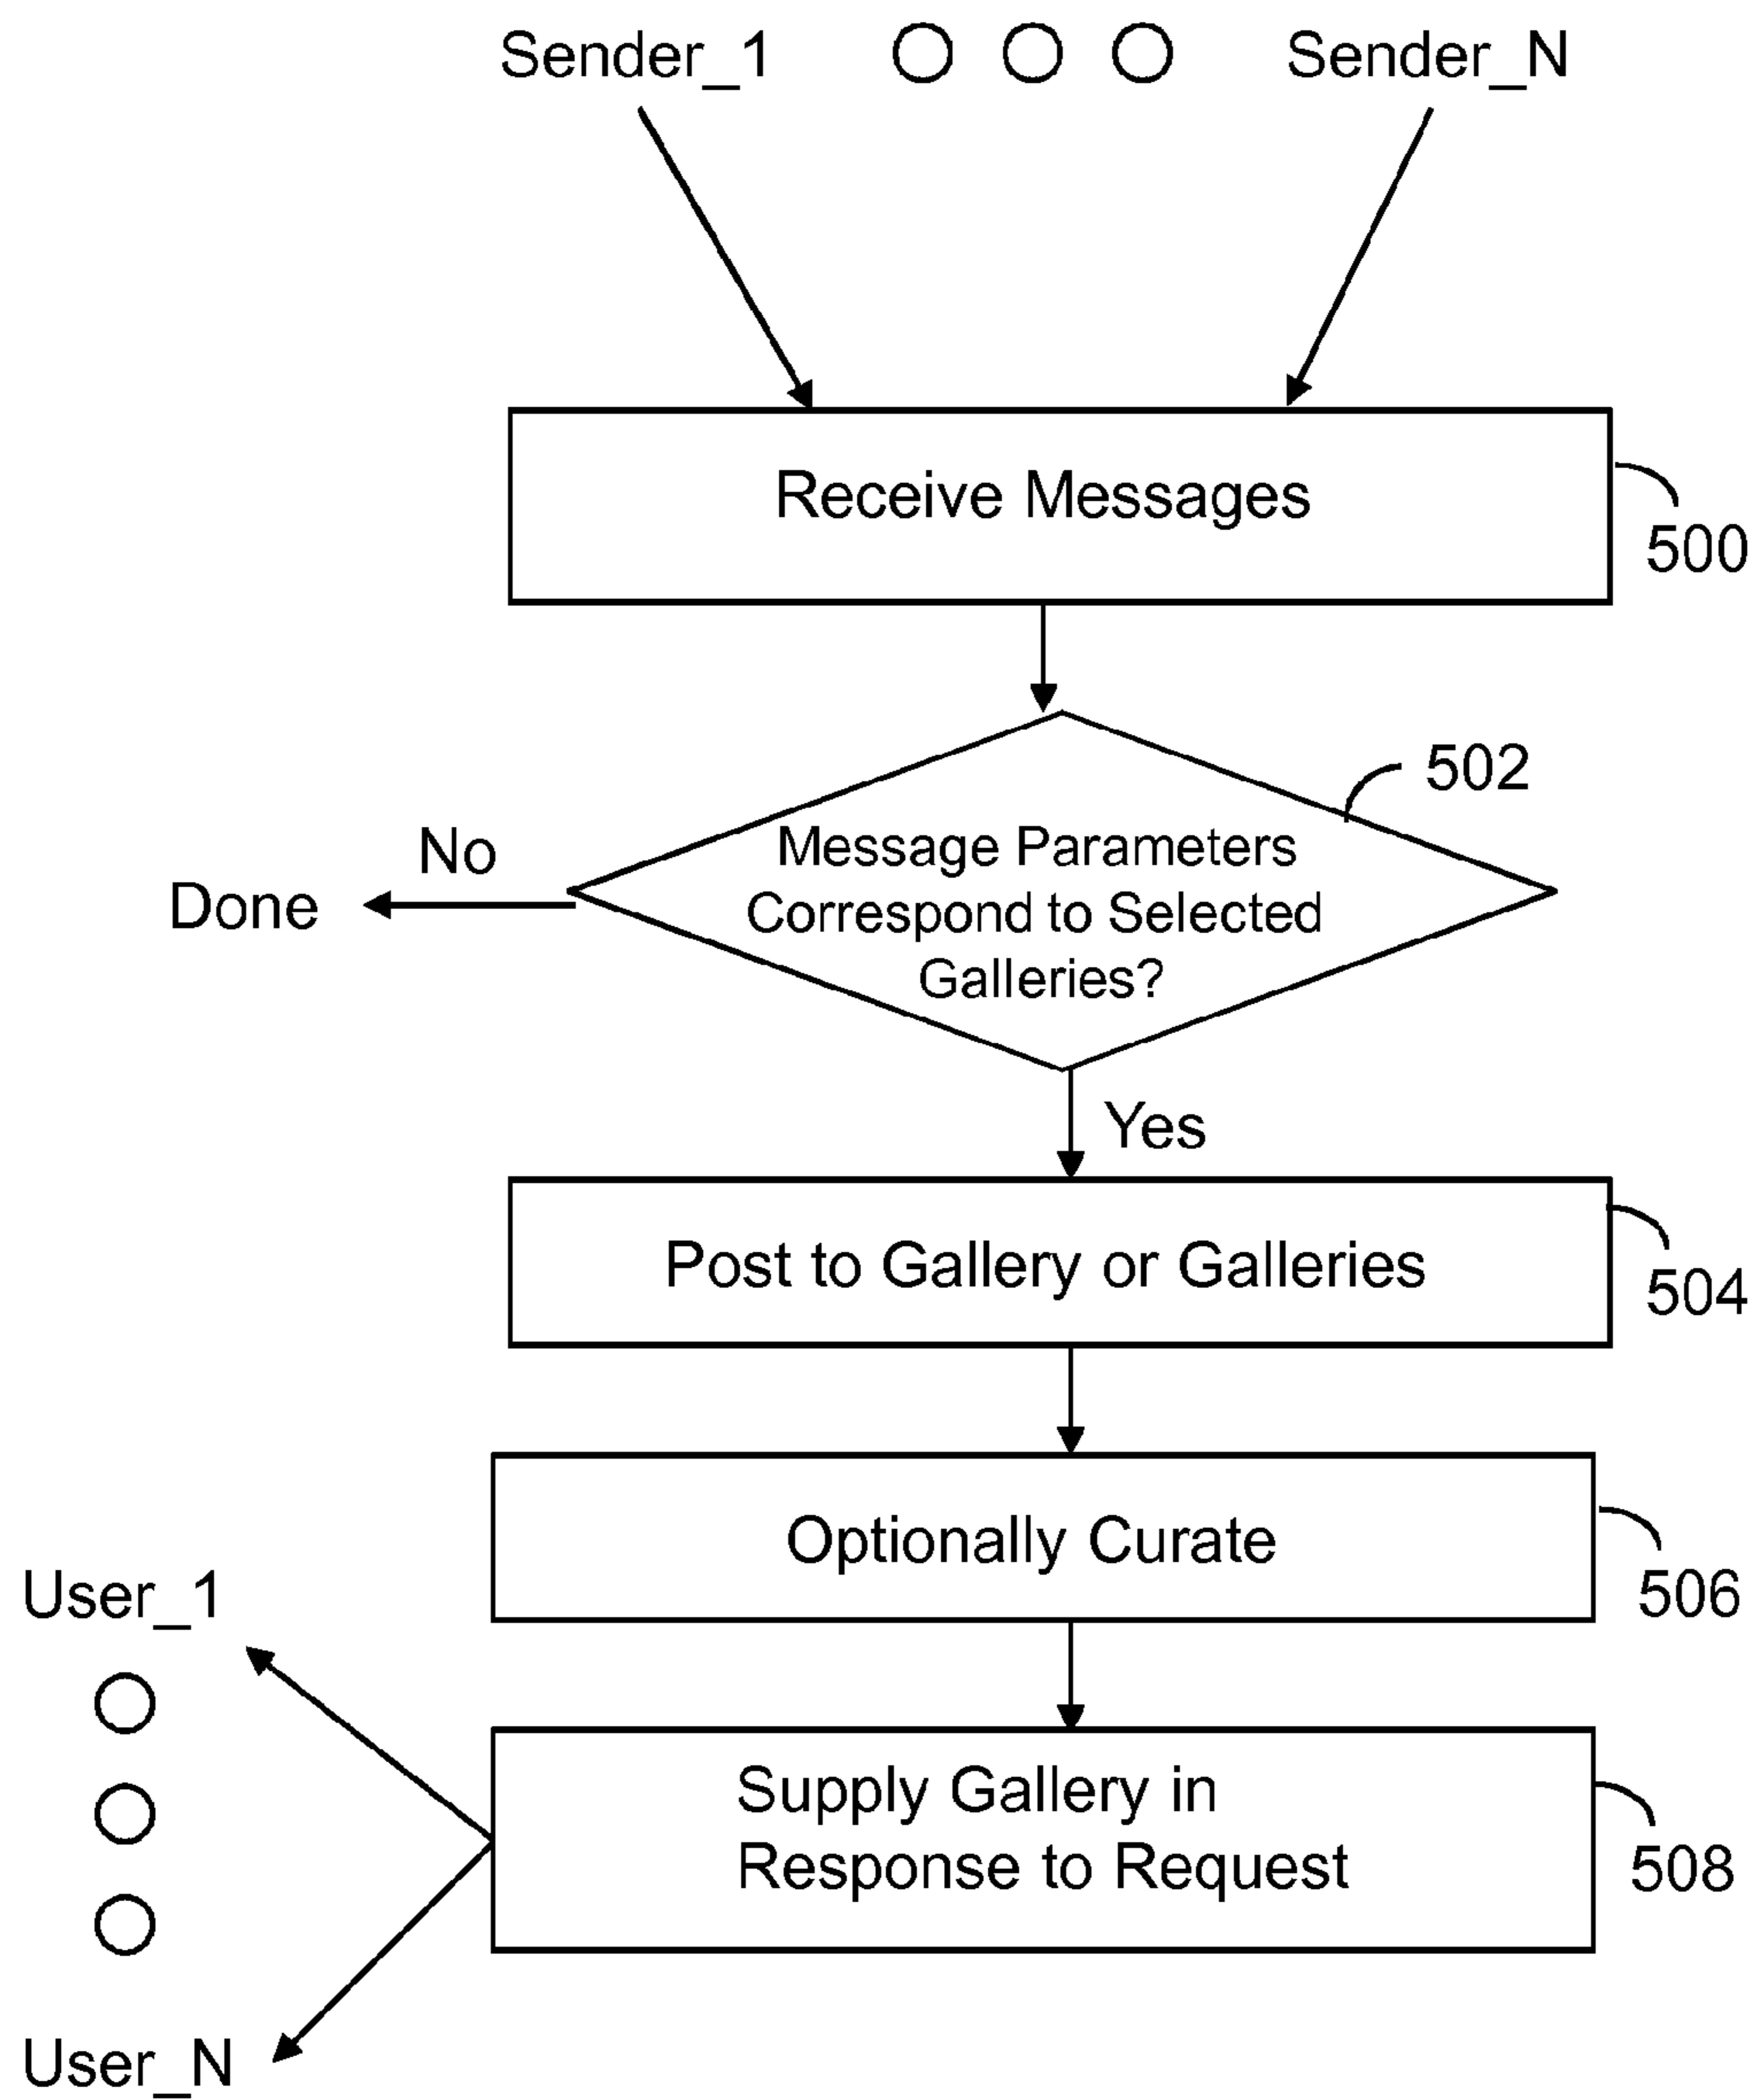 Sender_1
Sender_N
Receive Messages
500
502
Message Parameters
Correspond to Selected
Galleries?
No
Done
Yes
Post to Gallery or Galleries
504
Optionally Curate
506
User_1
Supply Gallery in
Response to Request
508
User_N